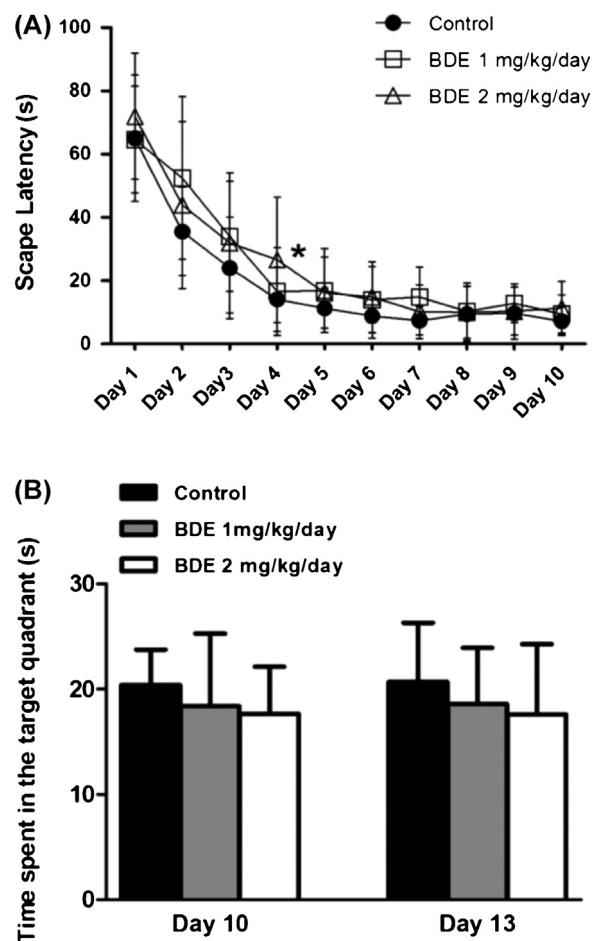 (A)
100
80
60
40
20
0
Scape Latency (s)
Control
BDE 1 mg/kg/day
BDE 2 mg/kg/day
*
Day 1
Day 2
Day3
Day 4
Day 5
Day 6
Day 7
Day 8
Day 9
Day 10
(B)
Control
BDE 1mg/kg/day
BDE 2 mg/kg/day
Time spent in the target quadrant (s)
30
20
10
0
Day 10
Day 13